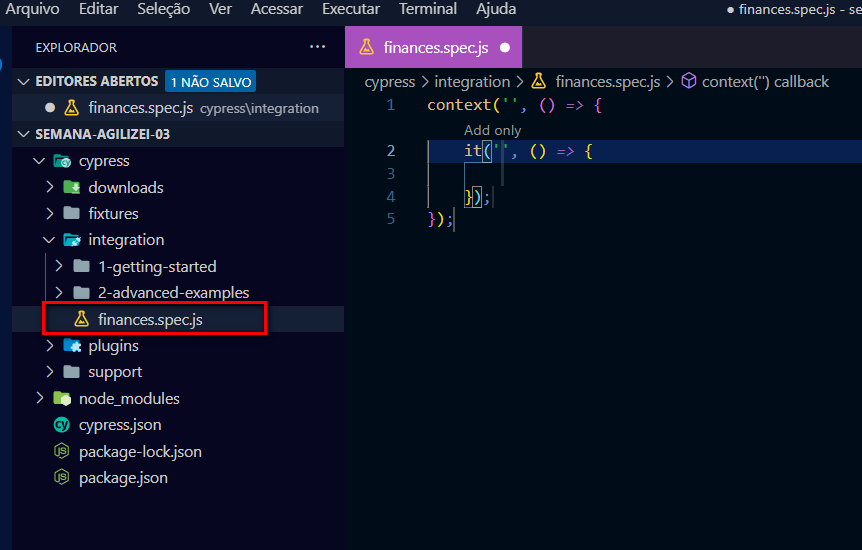 Arquivo Editar Seleção Ver Acessar Executar Terminal Ajuda ● finances.spec.js - se
EXPLORADOR ···
finances.spec.js ●
EDITORES ABERTOS 1 NÃO SALVO
● finances.spec.js cypress\integration
SEMANA-AGILIZEI-03
cypress
downloads
fixtures
integration
1-getting-started
2-advanced-examples
finances.spec.js
plugins
support
node_modules
cypress.json
package-lock.json
package.json
cypress > integration > finances.spec.js > context('') callback
1 context('', () => {
Add only
2 it('', () => {
3
4 });
5 });